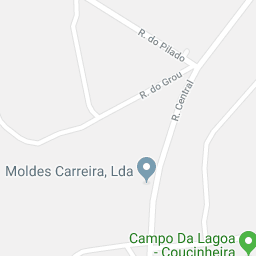 R. do Pilado
R. do Grou
R. Central
Moldes Carreira, Lda
Campo Da Lagoa
- Coucinheira